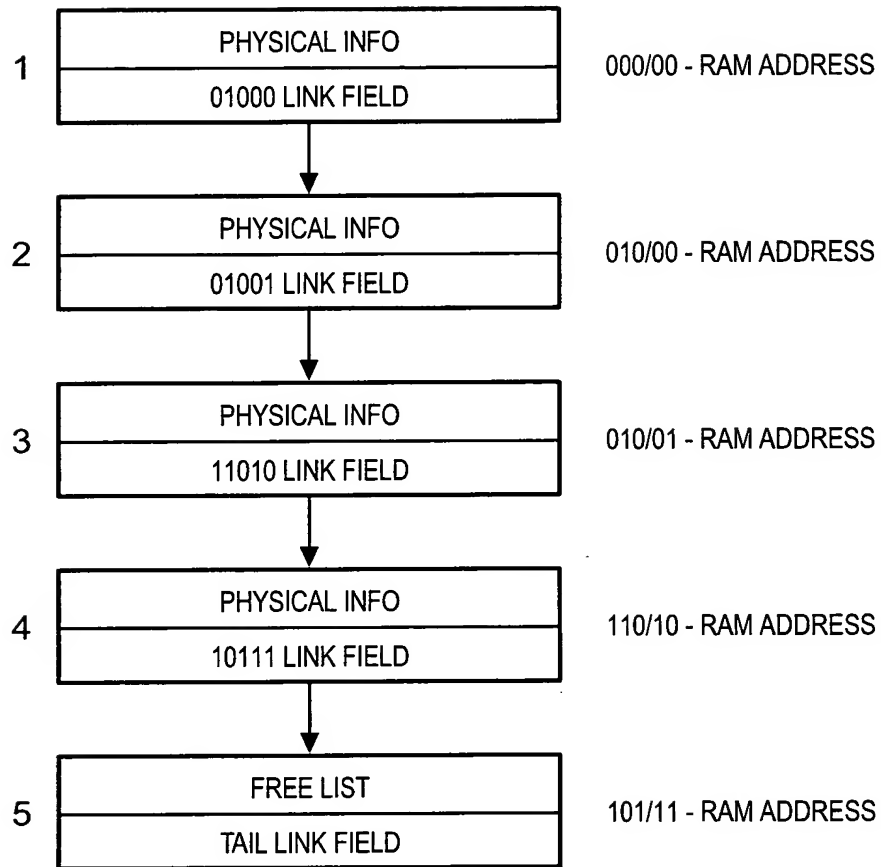 PHYSICAL INFO
1
000/00 - RAM ADDRESS
01000 LINK FIELD
PHYSICAL INFO
2
010/00 - RAM ADDRESS
01001 LINK FIELD
PHYSICAL INFO
3
010/01 - RAM ADDRESS
11010 LINK FIELD
PHYSICAL INFO
4
110/10 - RAM ADDRESS
10111 LINK FIELD
FREE LIST
5
101/11 - RAM ADDRESS
TAIL LINK FIELD